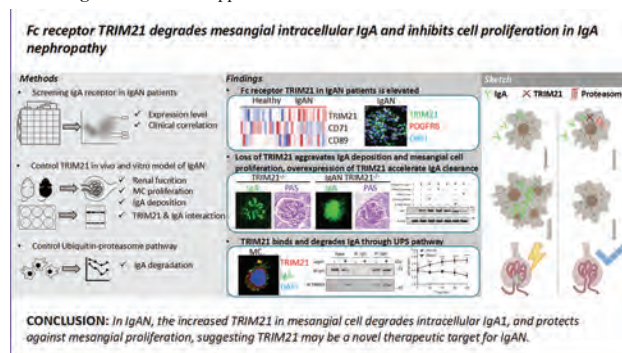 Fc receptor TRIM21 degrades mesangial intracellular IgA and inhibits cell proliferation in IgA
nephropathy
Methods
• Screening IgA receptor in IgAN patients
✓ Expression level
✓ Clinical correlation
• Control TRIM21 in vivo and vitro model of IgAN
✓ Renal fucition
✓ MC proliferation
✓ IgA deposition
✓ TRIM21 & IgA interaction
• Control Ubiquitin-proteasome pathway
✓ IgA degradation
Findings
• Fc receptor TRIM21 in IgAN patients is elevated
Healthy IgAN IgAN
TRIM21
CD71
CD89
TRIM21
PDGFRB
DAPI
• Loss of TRIM21 aggravates IgA deposition and mesangial cell
proliferation, overexpression of TRIM21 accelerate IgA clearance
TRIM21-/- IgAN TRIM21-/-
IgA PAS IgA PAS
• TRIM21 binds and degrades IgA through UPS pathway
MC
TRIM21
IgA
DAPI
Sketch
IgA TRIM21 Proteasome
CONCLUSION: In IgAN, the increased TRIM21 in mesangial cell degrades intracellular IgA1, and protects
against mesangial proliferation, suggesting TRIM21 may be a novel therapeutic target for IgAN.